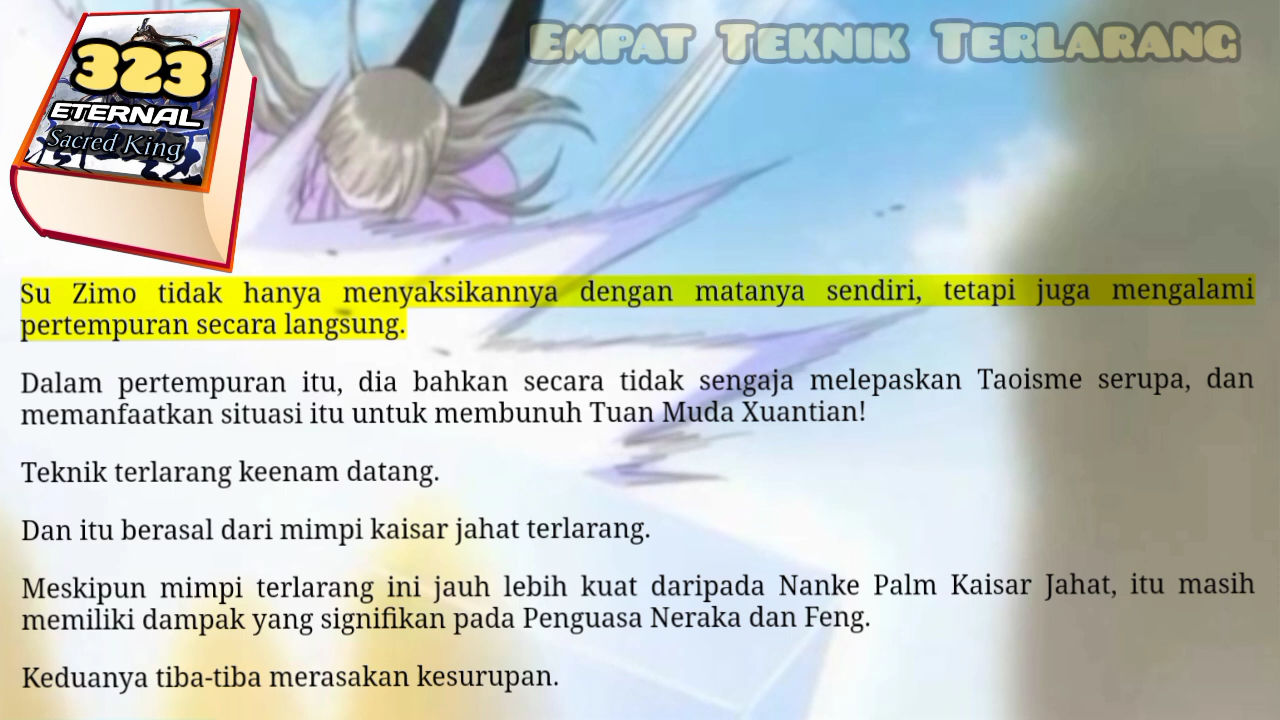 323
ETERNAL
Sacred King
EMPAT TEKNIK TERLARANG
Su Zimo tidak hanya menyaksikannya dengan matanya sendiri, tetapi juga mengalami
pertempuran secara langsung.
Dalam pertempuran itu, dia bahkan secara tidak sengaja melepaskan Taoisme serupa, dan
memanfaatkan situasi itu untuk membunuh Tuan Muda Xuantian!
Teknik terlarang keenam datang.
Dan itu berasal dari mimpi kaisar jahat terlarang.
Meskipun mimpi terlarang ini jauh lebih kuat daripada Nanke Palm Kaisar Jahat, itu masih
memiliki dampak yang signifikan pada Penguasa Neraka dan Feng.
Keduanya tiba-tiba merasakan kesurupan.